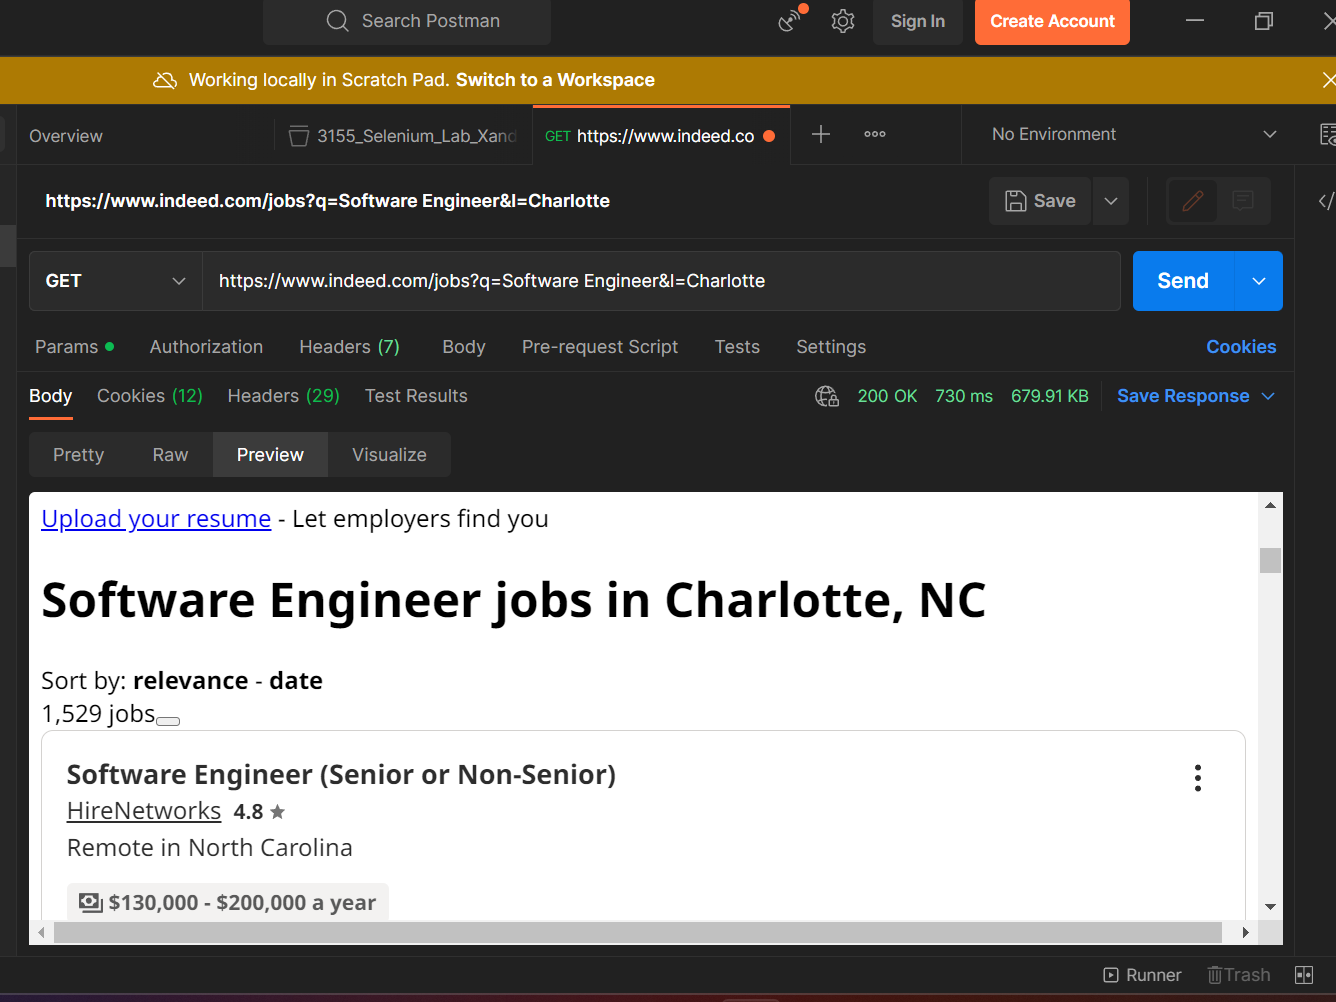 Search Postman
Sign In
Create Account
Working locally in Scratch Pad. Switch to a Workspace
Overview
3155_Selenium_Lab_Xand
GET https://www.indeed.co
No Environment
https://www.indeed.com/jobs?q=Software Engineer&l=Charlotte
Save
GET
https://www.indeed.com/jobs?q=Software Engineer&l=Charlotte
Send
Params
Authorization
Headers (7)
Body
Pre-request Script
Tests
Settings
Cookies
Body
Cookies (12)
Headers (29)
Test Results
200 OK
730 ms
679.91 KB
Save Response
Pretty
Raw
Preview
Visualize
Upload your resume - Let employers find you
Software Engineer jobs in Charlotte, NC
Sort by: relevance - date
1,529 jobs
Software Engineer (Senior or Non-Senior)
HireNetworks 4.8
Remote in North Carolina
$130,000 - $200,000 a year
Runner
Trash